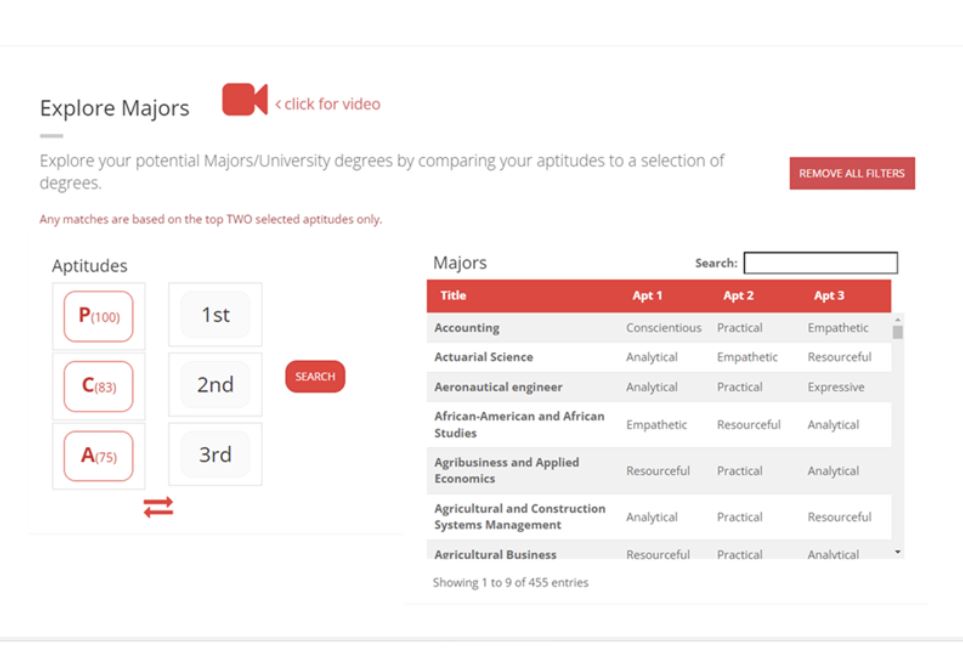 Explore Majors
< click for video
Explore your potential Majors/University degrees by comparing your aptitudes to a selection of
degrees.
REMOVE ALL FILTERS
Any matches are based on the top TWO selected aptitudes only.
Aptitudes
P(100) 1st
C(83) 2nd
SEARCH
A(75) 3rd
Majors
Search:
Title Apt 1 Apt 2 Apt 3
Accounting Conscientious Practical Empathetic
Actuarial Science Analytical Empathetic Resourceful
Aeronautical engineer Analytical Practical Expressive
African-American and African
Studies Empathetic Resourceful Analytical
Agribusiness and Applied
Economics Resourceful Practical Analytical
Agricultural and Construction
Systems Management Analytical Practical Resourceful
Agricultural Business Resourceful Practical Analytical
Showing 1 to 9 of 455 entries